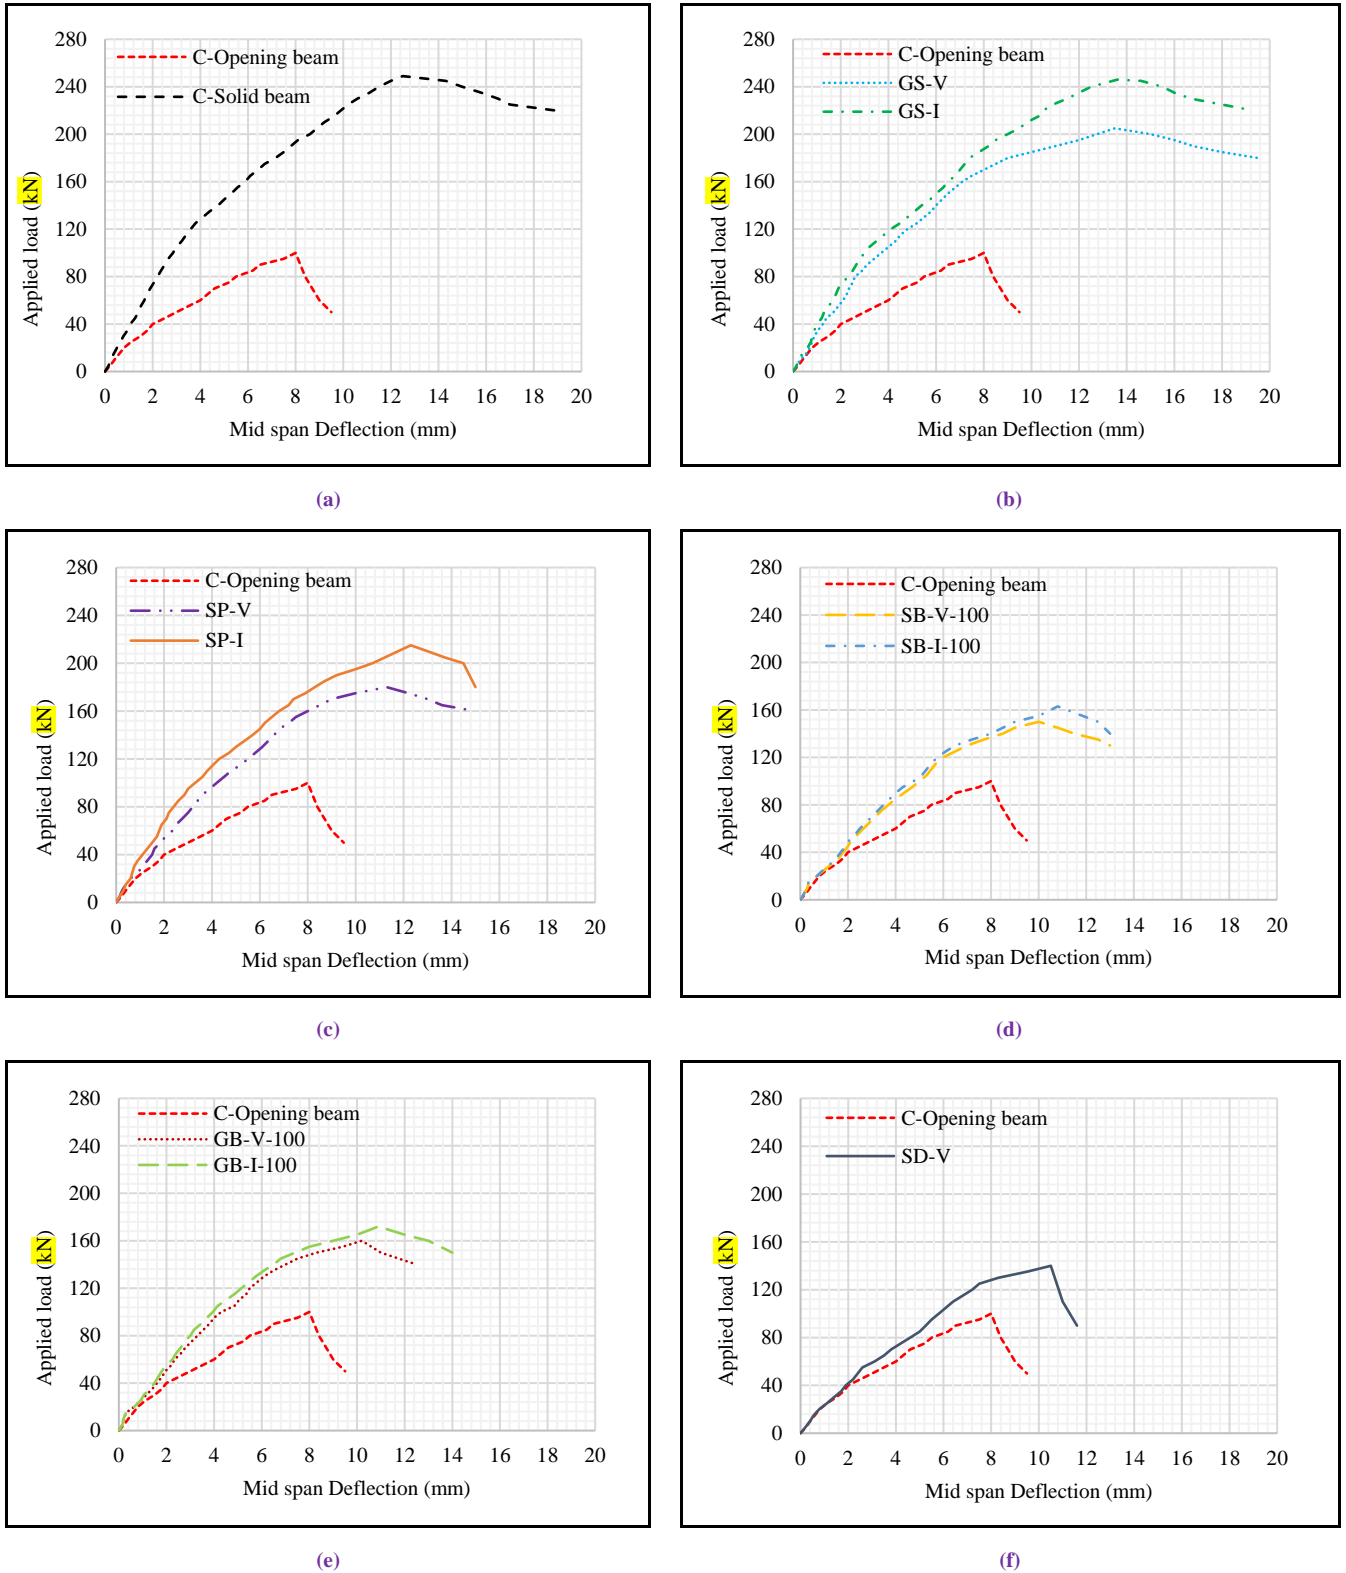 280
240
200
160
120
80
40
0
C-Opening beam
C-Solid beam
Applied load (kN)
0 2 4 6 8 10 12 14 16 18 20
Mid span Deflection (mm)
(a)
280
240
200
160
120
80
40
0
C-Opening beam
GS-V
GS-I
Applied load (kN)
0 2 4 6 8 10 12 14 16 18 20
Mid span Deflection (mm)
(b)
280
240
200
160
120
80
40
0
C-Opening beam
SP-V
SP-I
Applied load (kN)
0 2 4 6 8 10 12 14 16 18 20
Mid span Deflection (mm)
(c)
280
240
200
160
120
80
40
0
C-Opening beam
SB-V-100
SB-I-100
Applied load (kN)
0 2 4 6 8 10 12 14 16 18 20
Mid span Deflection (mm)
(d)
280
240
200
160
120
80
40
0
C-Opening beam
GB-V-100
GB-I-100
Applied load (kN)
0 2 4 6 8 10 12 14 16 18 20
Mid span Deflection (mm)
(e)
280
240
200
160
120
80
40
0
C-Opening beam
SD-V
Applied load (kN)
0 2 4 6 8 10 12 14 16 18 20
Mid span Deflection (mm)
(f)